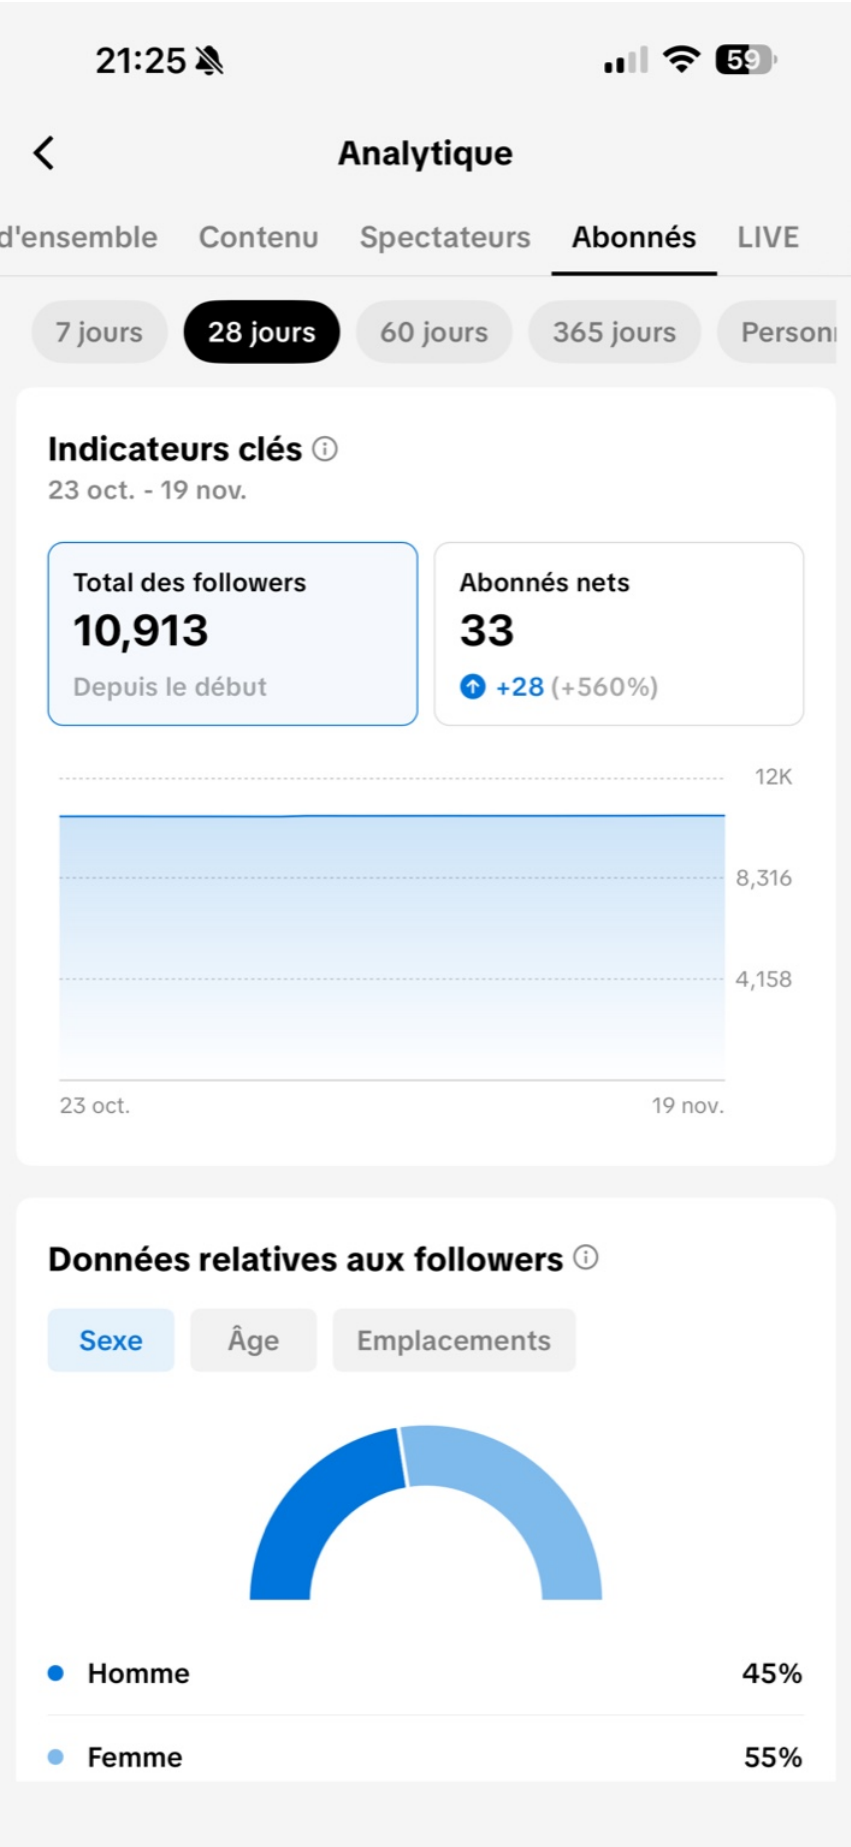 21:25
59
Analytique
d'ensemble Contenu Spectateurs Abonnés LIVE
7 jours 28 jours 60 jours 365 jours Person
Indicateurs clés
23 oct. - 19 nov.
Total des followers
10,913
Depuis le début
Abonnés nets
33
+28 (+560%)
12K
8,316
4,158
23 oct. 19 nov.
Données relatives aux followers
Sexe Âge Emplacements
Homme 45%
Femme 55%